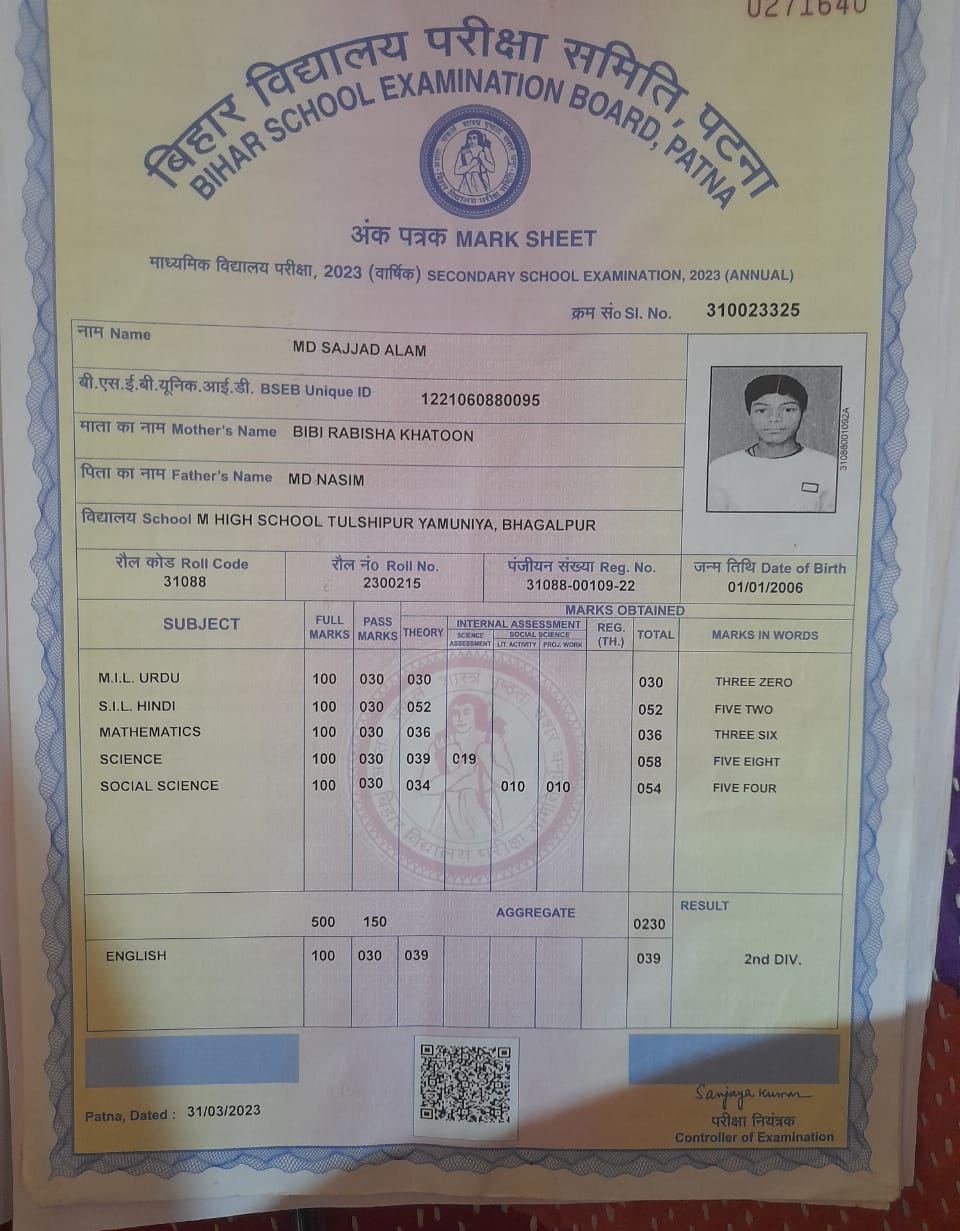 0271640
बिहार विद्यालय परीक्षा समिति, पटना
BIHAR SCHOOL EXAMINATION BOARD, PATNA
अंक पत्रक MARK SHEET
माध्यमिक विद्यालय परीक्षा, 2023 (वार्षिक) SECONDARY SCHOOL EXAMINATION, 2023 (ANNUAL)
क्रम सं० Sl. No. 310023325
नाम Name MD SAJJAD ALAM
बी.एस.ई.बी.यूनिक.आई.डी. BSEB Unique ID 1221060880095
माता का नाम Mother's Name BIBI RABISHA KHATOON
पिता का नाम Father's Name MD NASIM
विद्यालय School M HIGH SCHOOL TULSHIPUR YAMUNIYA, BHAGALPUR
31088001092A
रौल कोड Roll Code रौल नं० Roll No. पंजीयन संख्या Reg. No. जन्म तिथि Date of Birth
31088 2300215 31088-00109-22 01/01/2006
MARKS OBTAINED
SUBJECT FULL MARKS PASS MARKS THEORY INTERNAL ASSESSMENT REG. (TH.) TOTAL MARKS IN WORDS
SCIENCE ASSESSMENT SOCIAL SCIENCE LIT. ACTIVITY PROJ. WORK
M.I.L. URDU 100 030 030 030 THREE ZERO
S.I.L. HINDI 100 030 052 052 FIVE TWO
MATHEMATICS 100 030 036 036 THREE SIX
SCIENCE 100 030 039 019 058 FIVE EIGHT
SOCIAL SCIENCE 100 030 034 010 010 054 FIVE FOUR
500 150 AGGREGATE 0230 RESULT
ENGLISH 100 030 039 039 2nd DIV.
Patna, Dated : 31/03/2023
Sanjaya Kumar
परीक्षा नियंत्रक
Controller of Examination